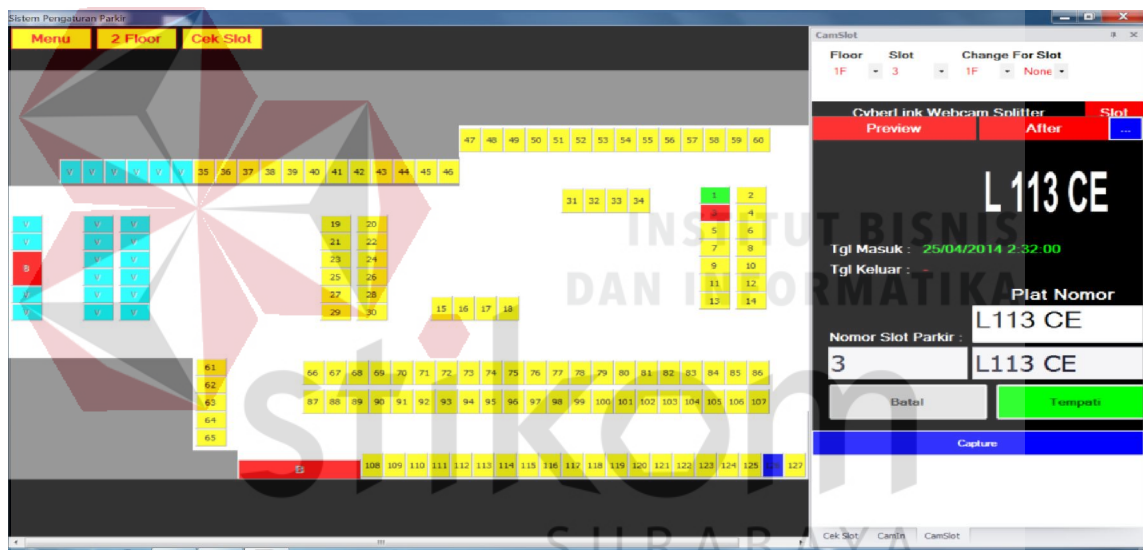 Sistem Pengaturan Parkir
Menu 2 Floor Cek Slot
47 48 49 50 51 52 53 54 55 56 57 58 59 60
V V V V V V 35 36 37 38 39 40 41 42 43 44 45 46
31 32 33 34
1 2
4
5 6
7 8
9 10
11 12
13 14
V V V
V V V
B V V
V V V
V V V
19 20
21 22
23 24
25 26
27 28
29 30
15 16 17 18
61
62
63
64
65
66 67 68 69 70 71 72 73 74 75 76 77 78 79 80 81 82 83 84 85 86
87 88 89 90 91 92 93 94 95 96 97 98 99 100 101 102 103 104 105 106 107
B 108 109 110 111 112 113 114 115 116 117 118 119 120 121 122 123 124 125 127
CamSlot
Floor Slot Change For Slot
1F 3 1F None
CyberLink Webcam Splitter Slot
Preview After ...
L 113 CE
Tgl Masuk : 25/04/2014 2:32:00
Tgl Keluar : -
Plat Nomor
L113 CE
Nomor Slot Parkir :
3 L113 CE
Batal Tempati
Capture
Cek Slot CamIn CamSlot
INSTITUT BISNIS
DAN INFORMATIKA
stikom
SURABAYA